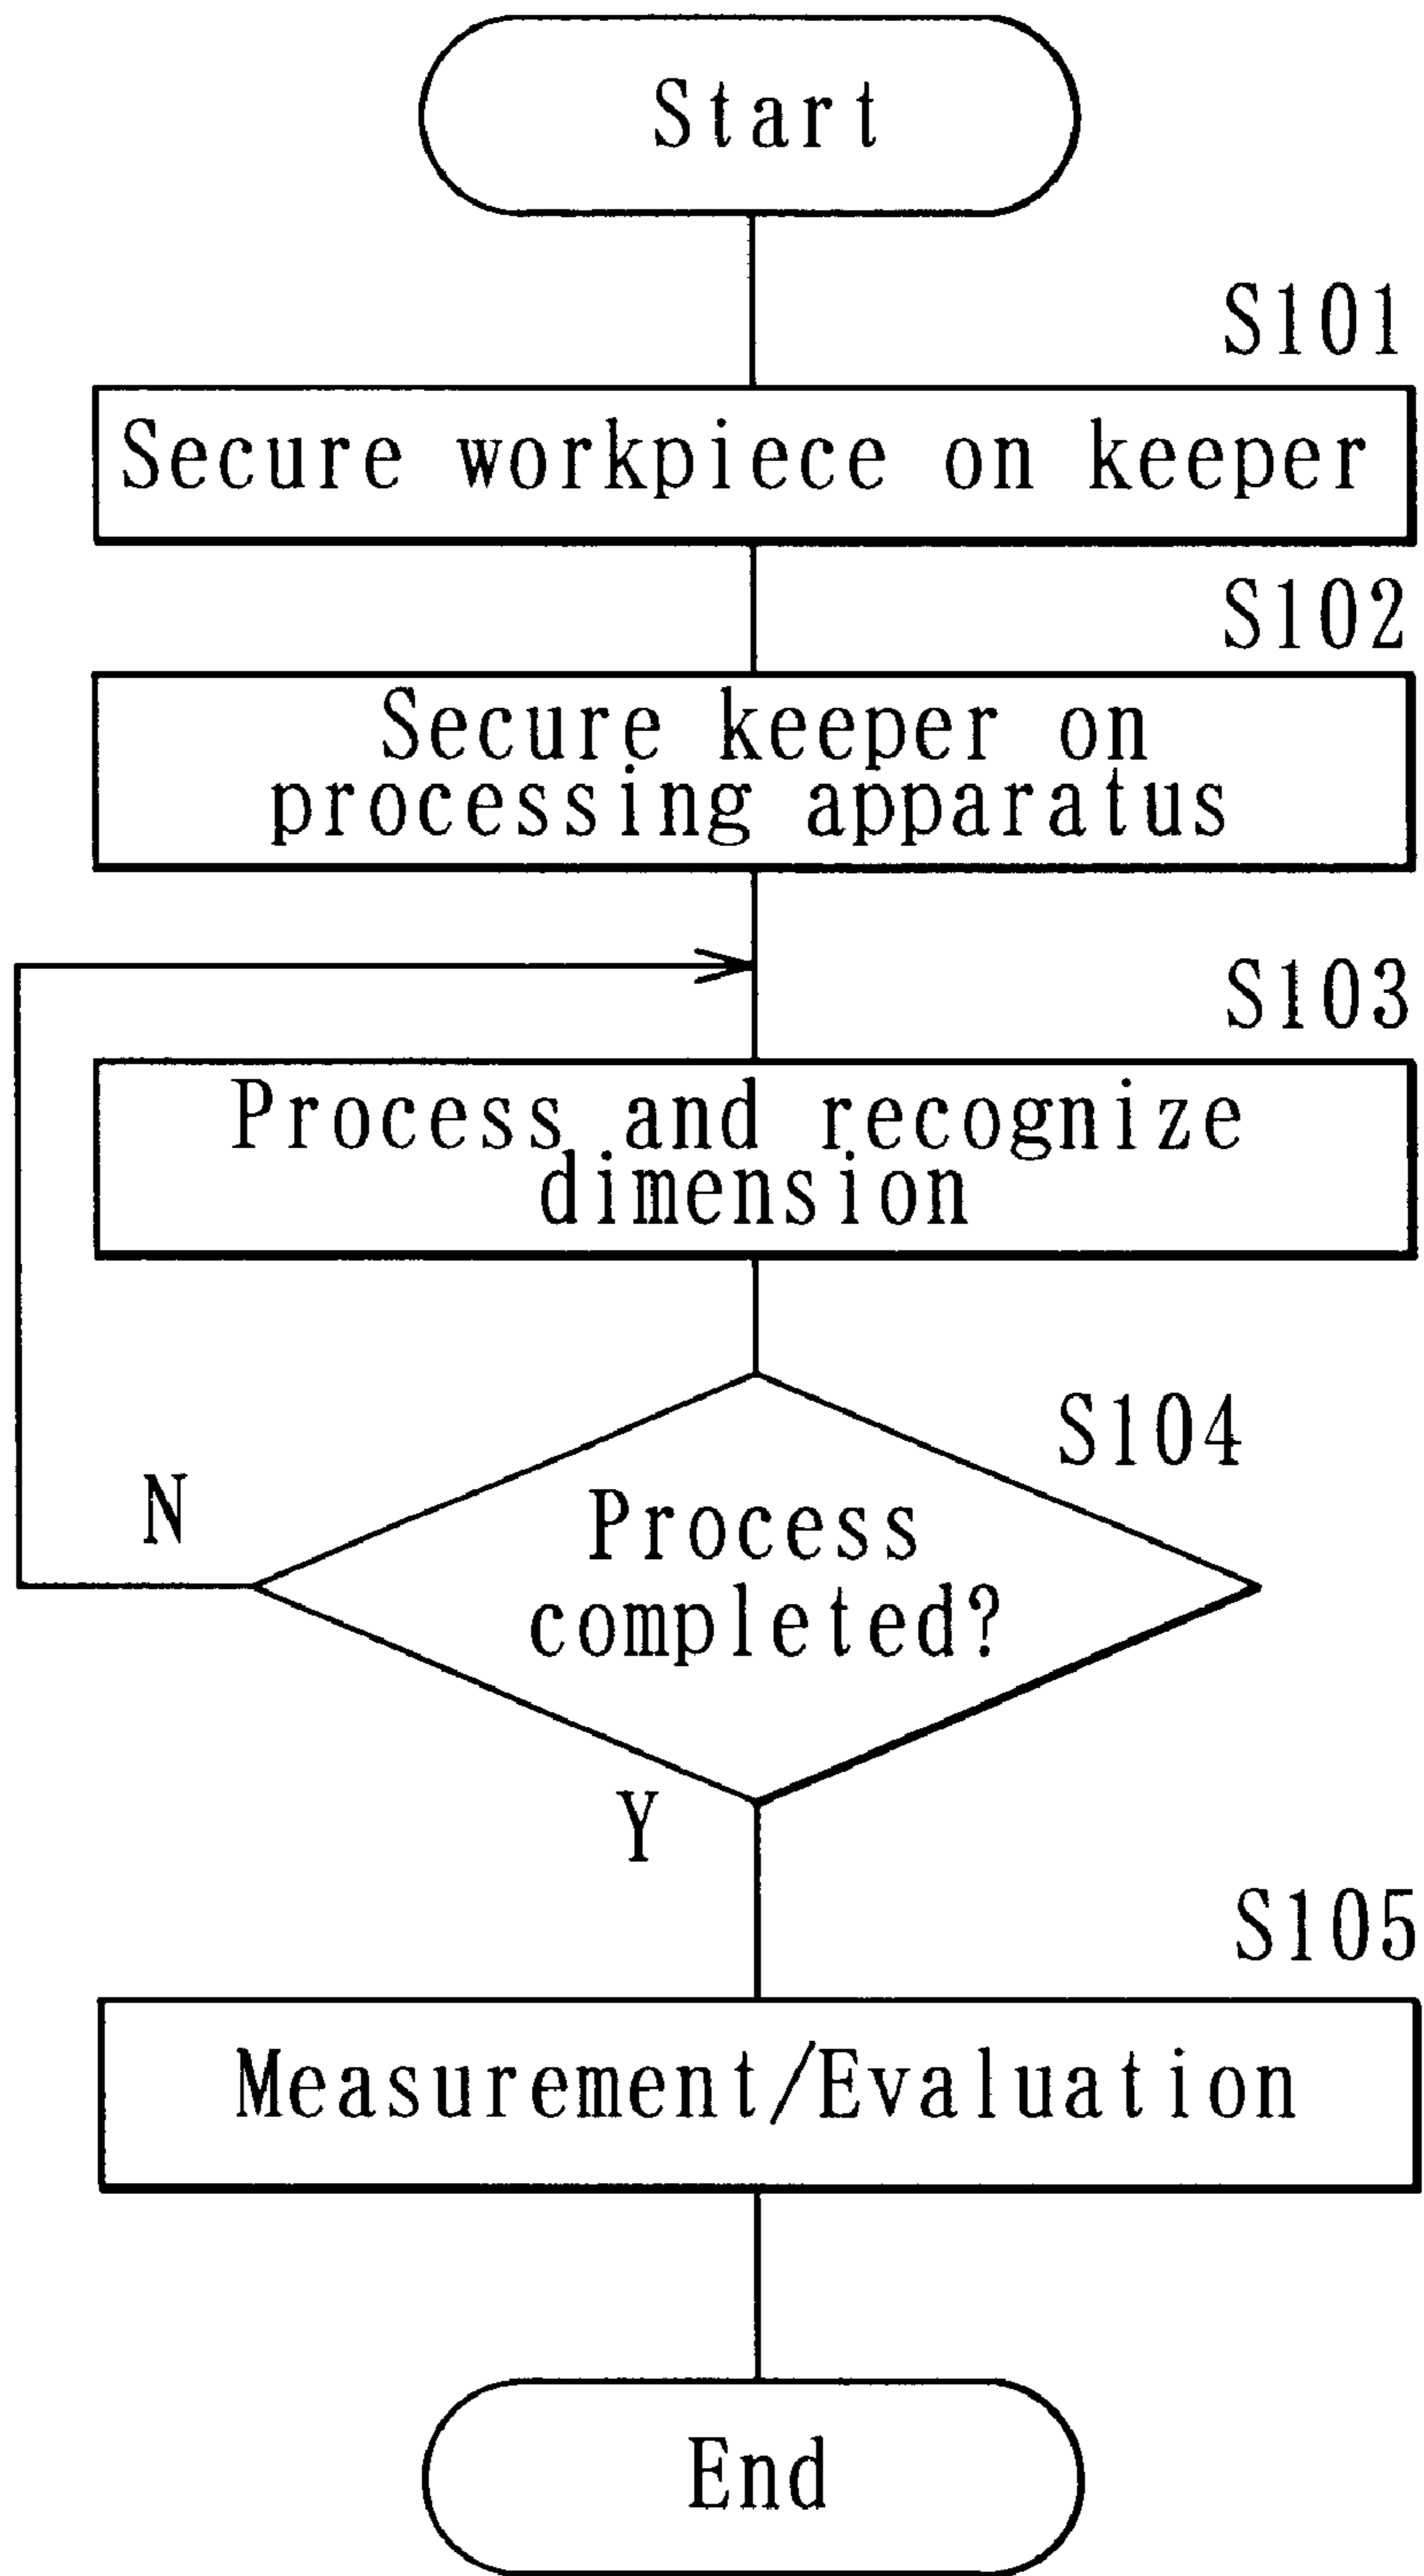 Start
S101
Secure workpiece on keeper
S102
Secure keeper on
processing apparatus
S103
Process and recognize
dimension
S104
N
Process
completed?
Y
S105
Measurement/Evaluation
End